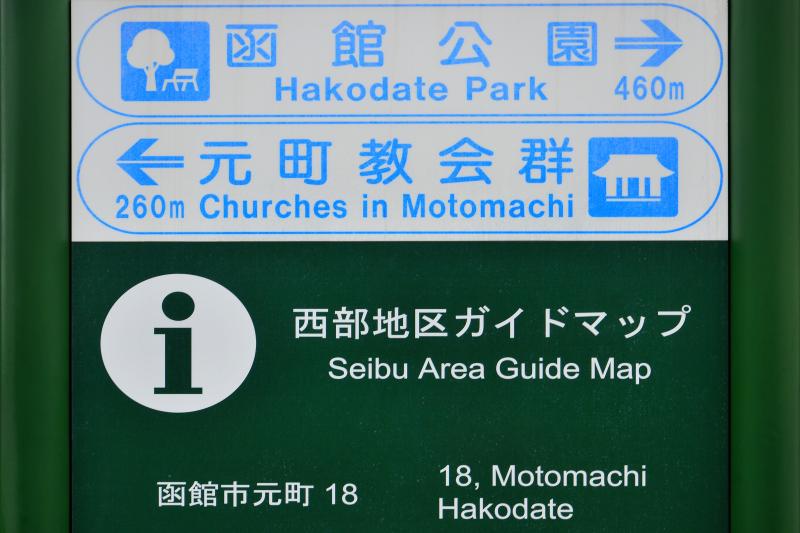 函館公園
Hakodate Park
460m
元町教会群
260m Churches in Motomachi
i
西部地区ガイドマップ
Seibu Area Guide Map
函館市元町 18
18, Motomachi
Hakodate